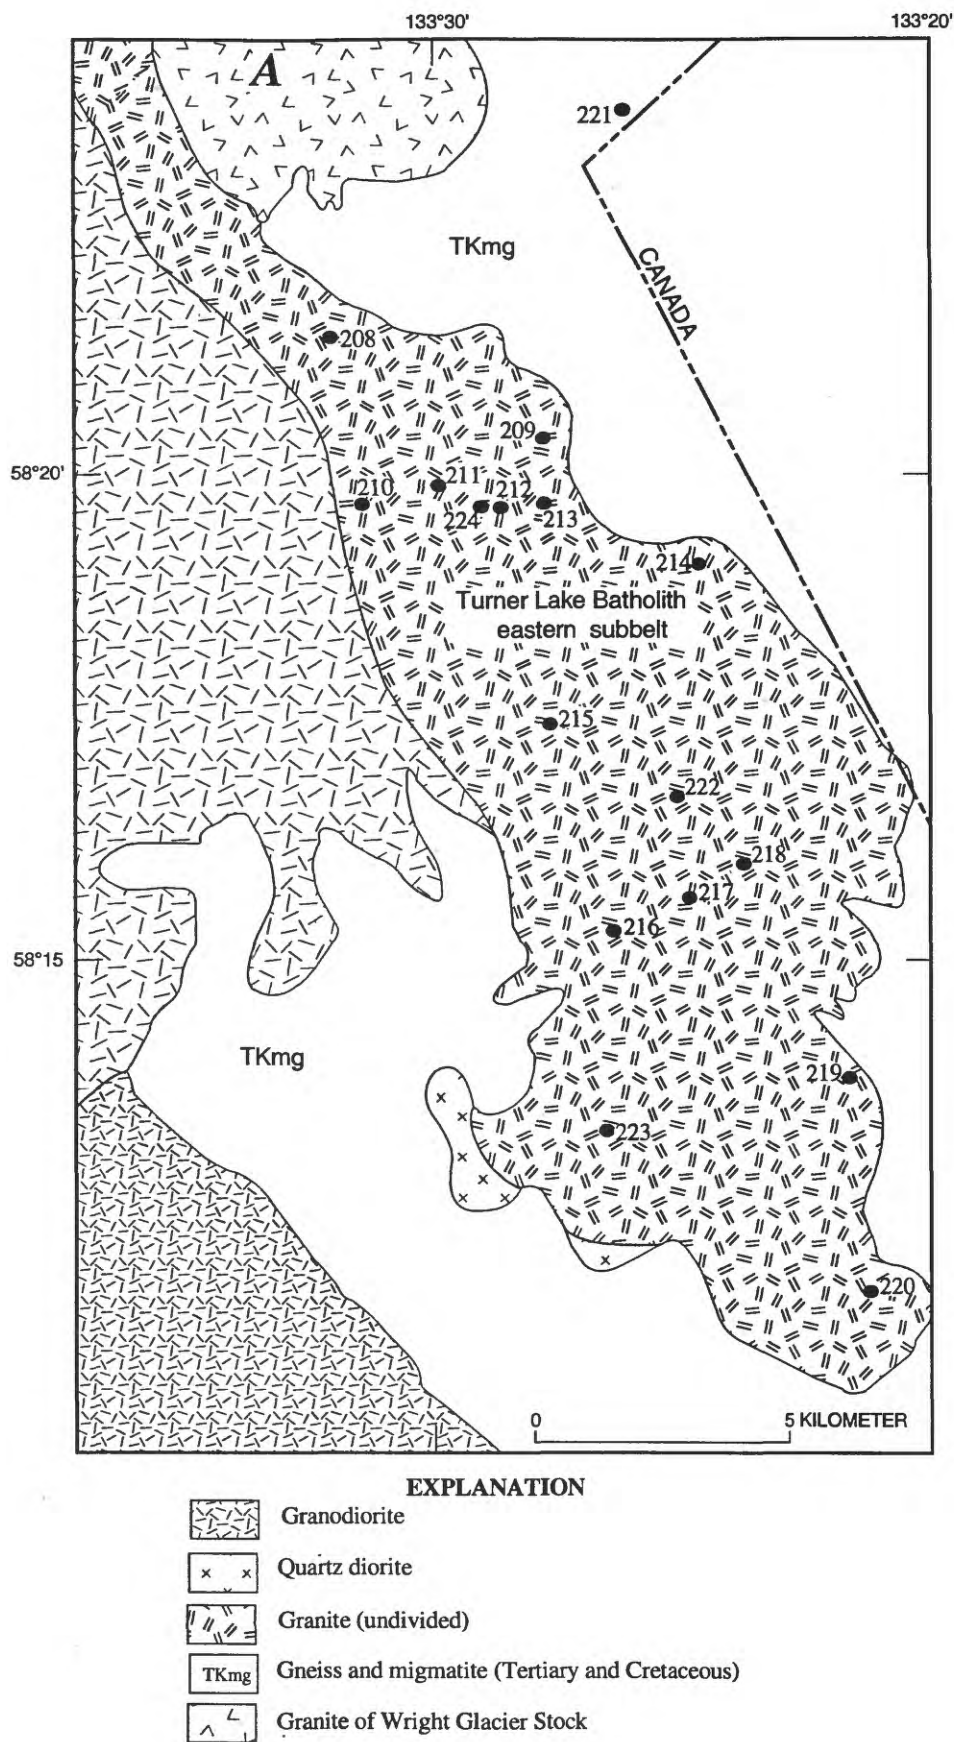 133°30'
133°20'
A
221
TKmg
CANADA
208
209
58°20'
210
211
212
224
213
214
Turner Lake Batholith
eastern subbelt
215
222
218
217
216
58°15
TKmg
219
223
220
0
5 KILOMETER
EXPLANATION
Granodiorite
Quartz diorite
Granite (undivided)
TKmg Gneiss and migmatite (Tertiary and Cretaceous)
Granite of Wright Glacier Stock